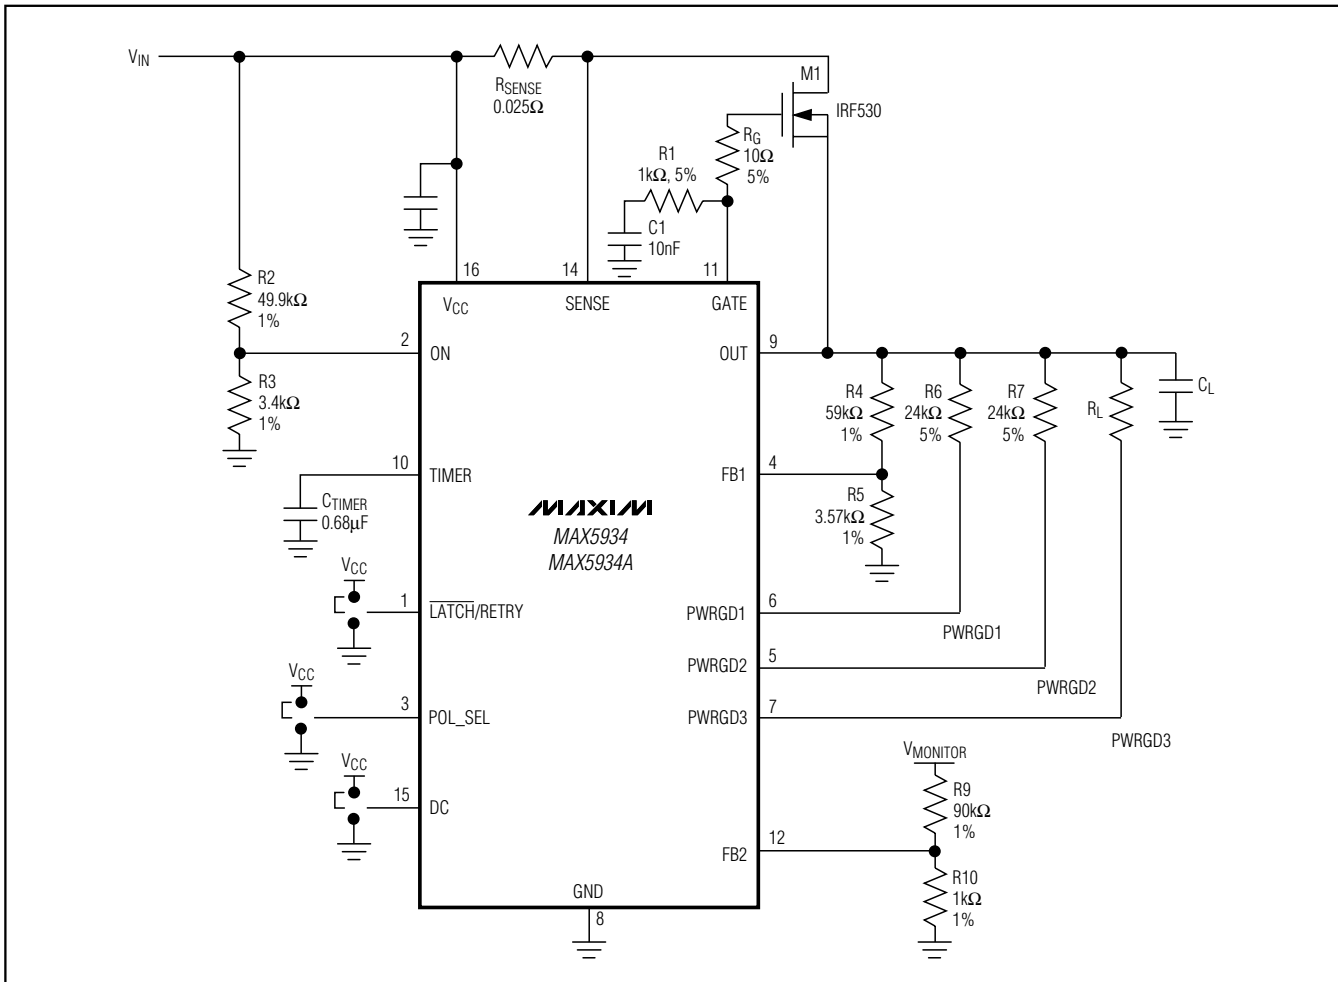 V_IN
R_SENSE
0.025Ω
M1
IRF530
R_G
10Ω
5%
R1
1kΩ, 5%
C1
10nF
R2
49.9kΩ
1%
16
14
11
V_CC
SENSE
GATE
2
ON
OUT
9
R3
3.4kΩ
1%
R4
59kΩ
1%
R6
24kΩ
5%
R7
24kΩ
5%
R_L
C_L
10
TIMER
FB1
4
C_TIMER
0.68µF
R5
3.57kΩ
1%
MAXIM
MAX5934
MAX5934A
V_CC
1
LATCH/RETRY
PWRGD1
6
PWRGD1
PWRGD2
5
PWRGD2
V_CC
3
POL_SEL
PWRGD3
7
PWRGD3
V_CC
15
DC
V_MONITOR
R9
90kΩ
1%
FB2
12
R10
1kΩ
1%
GND
8